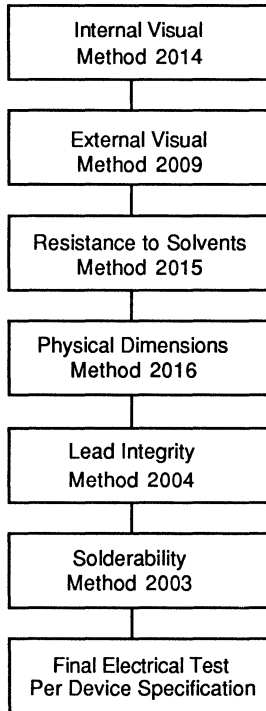 Internal Visual
Method 2014
External Visual
Method 2009
Resistance to Solvents
Method 2015
Physical Dimensions
Method 2016
Lead Integrity
Method 2004
Solderability
Method 2003
Final Electrical Test
Per Device Specification